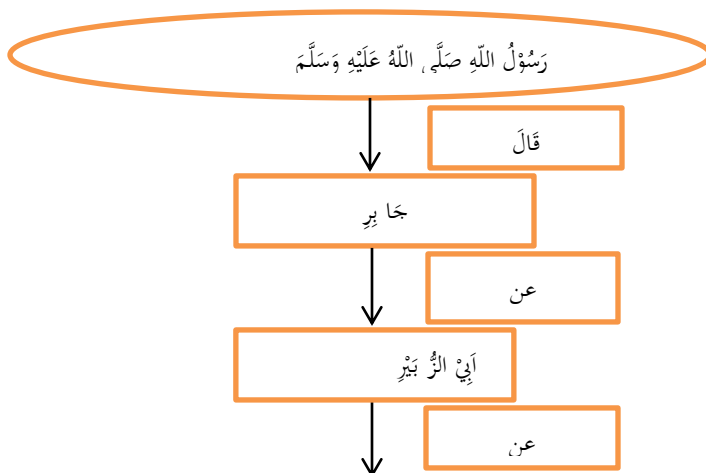 رَسُوْلُ اللّهِ صَلَّى اللّهُ عَلَيْهِ وَسَلَّمَ
قَالَ
جَا بِرِ
عن
اَبِيْ الزُّ بَيْرِ
عن